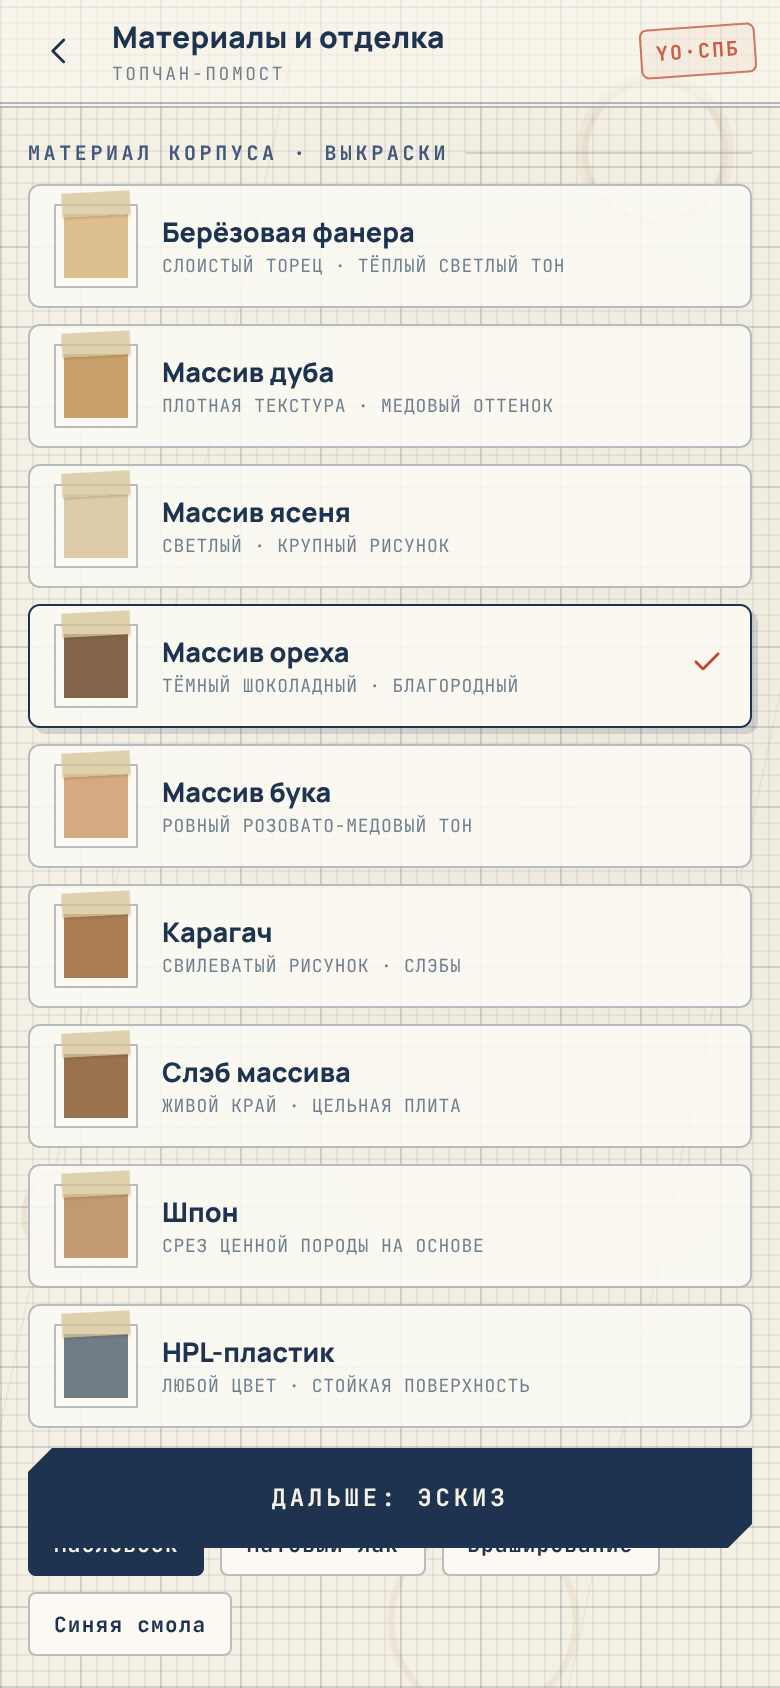 Материалы и отделка
ТОПЧАН-ПОМОСТ
YO·СПБ
МАТЕРИАЛ КОРПУСА · ВЫКРАСКИ
Берёзовая фанера
СЛОИСТЫЙ ТОРЕЦ · ТЁПЛЫЙ СВЕТЛЫЙ ТОН
Массив дуба
ПЛОТНАЯ ТЕКСТУРА · МЕДОВЫЙ ОТТЕНОК
Массив ясеня
СВЕТЛЫЙ · КРУПНЫЙ РИСУНОК
Массив ореха
ТЁМНЫЙ ШОКОЛАДНЫЙ · БЛАГОРОДНЫЙ
Массив бука
РОВНЫЙ РОЗОВАТО-МЕДОВЫЙ ТОН
Карагач
СВИЛЕВАТЫЙ РИСУНОК · СЛЭБЫ
Слэб массива
ЖИВОЙ КРАЙ · ЦЕЛЬНАЯ ПЛИТА
Шпон
СРЕЗ ЦЕННОЙ ПОРОДЫ НА ОСНОВЕ
HPL-пластик
ЛЮБОЙ ЦВЕТ · СТОЙКАЯ ПОВЕРХНОСТЬ
ДАЛЬШЕ: ЭСКИЗ
Синяя смола